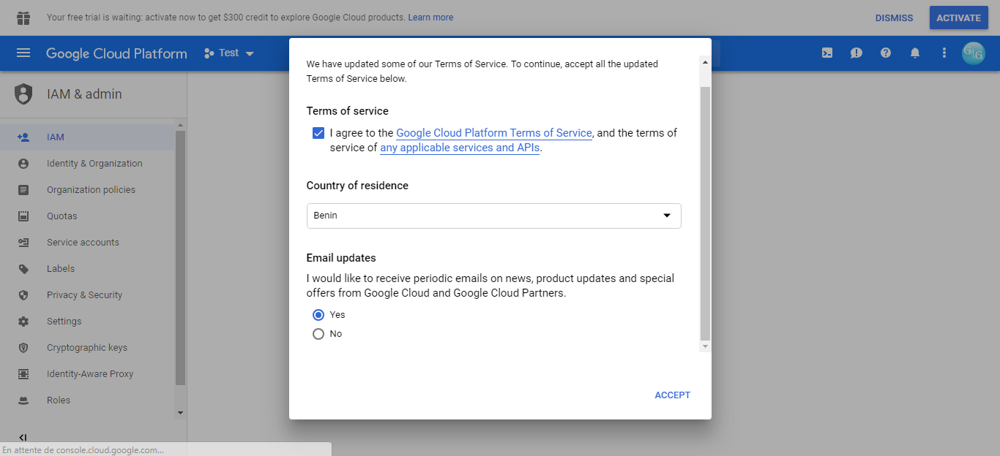 Your free trial is waiting: activate now to get $300 credit to explore Google Cloud products. Learn more
DISMISS
ACTIVATE
Google Cloud Platform
Test
GMG
IAM & admin
IAM
Identity & Organization
Organization policies
Quotas
Service accounts
Labels
Privacy & Security
Settings
Cryptographic keys
Identity-Aware Proxy
Roles
We have updated some of our Terms of Service. To continue, accept all the updated
Terms of Service below.
Terms of service
I agree to the Google Cloud Platform Terms of Service, and the terms of
service of any applicable services and APIs.
Country of residence
Benin
Email updates
I would like to receive periodic emails on news, product updates and special
offers from Google Cloud and Google Cloud Partners.
Yes
No
ACCEPT
En attente de console.cloud.google.com...